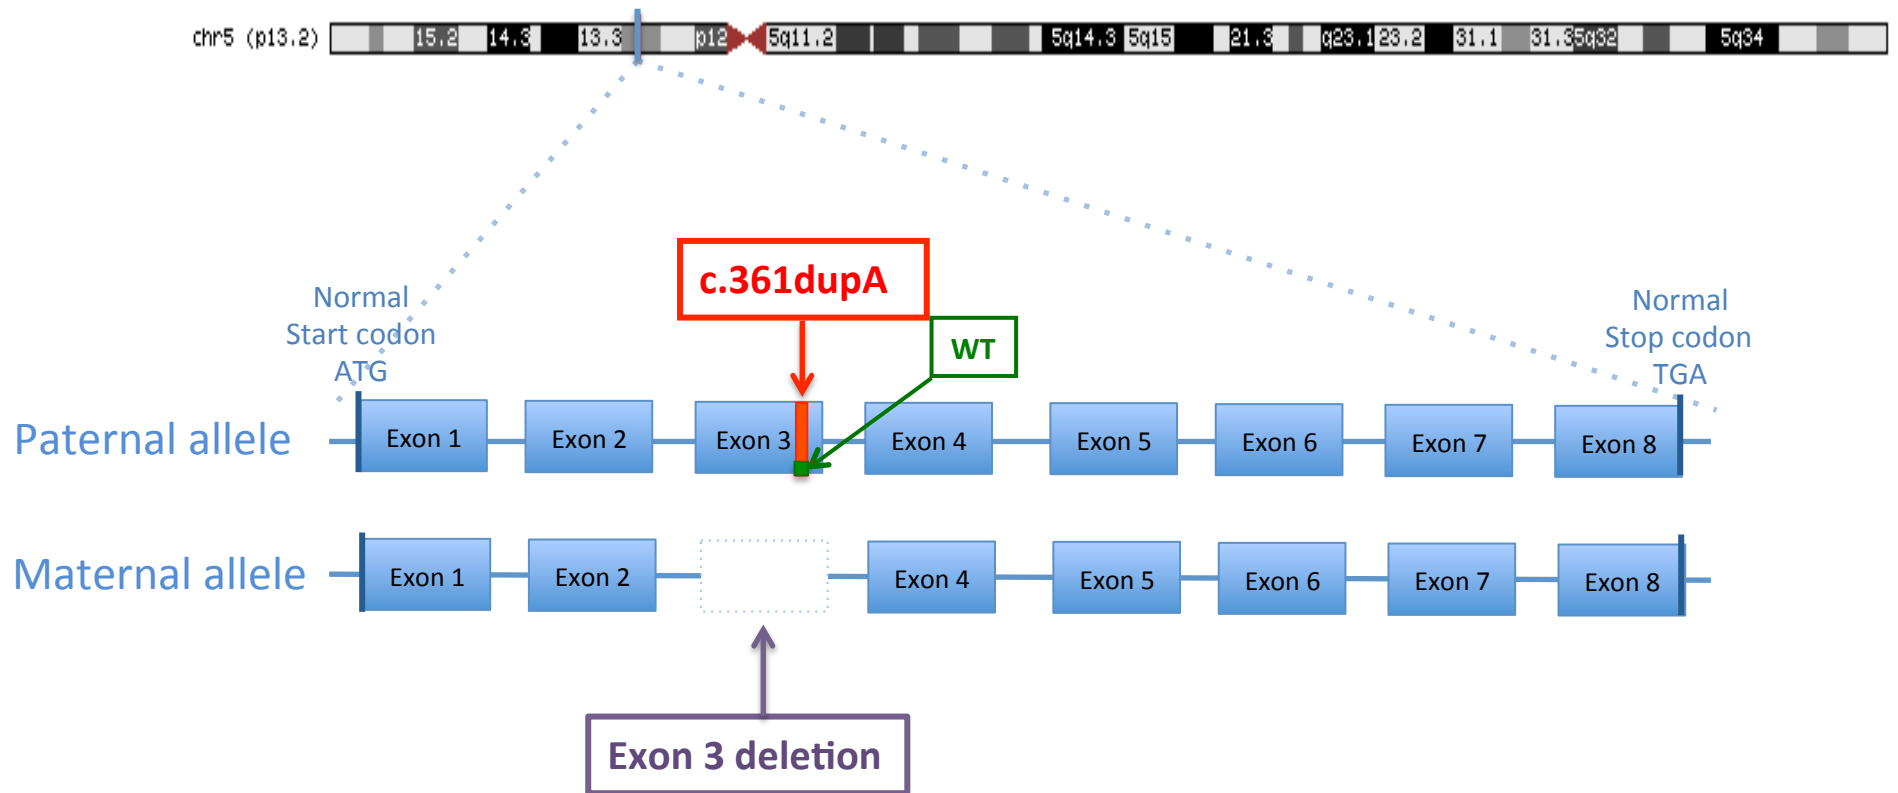 chr5 (p13.2) 15.2 14.3 13.3 p12 5q11.2 5q14.3 5q15 21.3 q23.1 23.2 31.1 31.3 5q32 5q34
c.361dupA
Normal
Start codon
ATG
WT
Normal
Stop codon
TGA
Paternal allele Exon 1 Exon 2 Exon 3 Exon 4 Exon 5 Exon 6 Exon 7 Exon 8
Maternal allele Exon 1 Exon 2 Exon 4 Exon 5 Exon 6 Exon 7 Exon 8
Exon 3 deletion